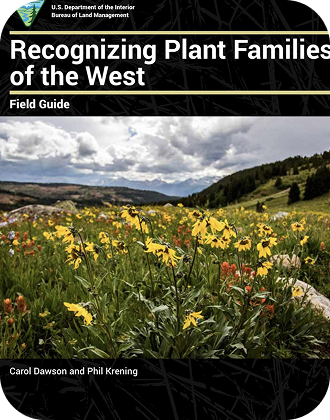 U.S. Department of the Interior
Bureau of Land Management
Recognizing Plant Families
of the West
Field Guide
Carol Dawson and Phil Krening